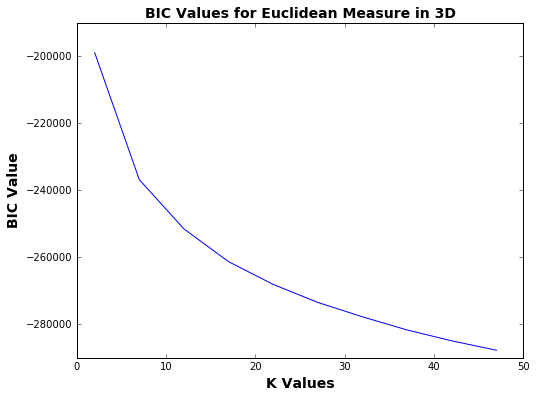 BIC Values for Euclidean Measure in 3D
−200000
−220000
−240000
−260000
−280000
BIC Value
0 10 20 30 40 50
K Values